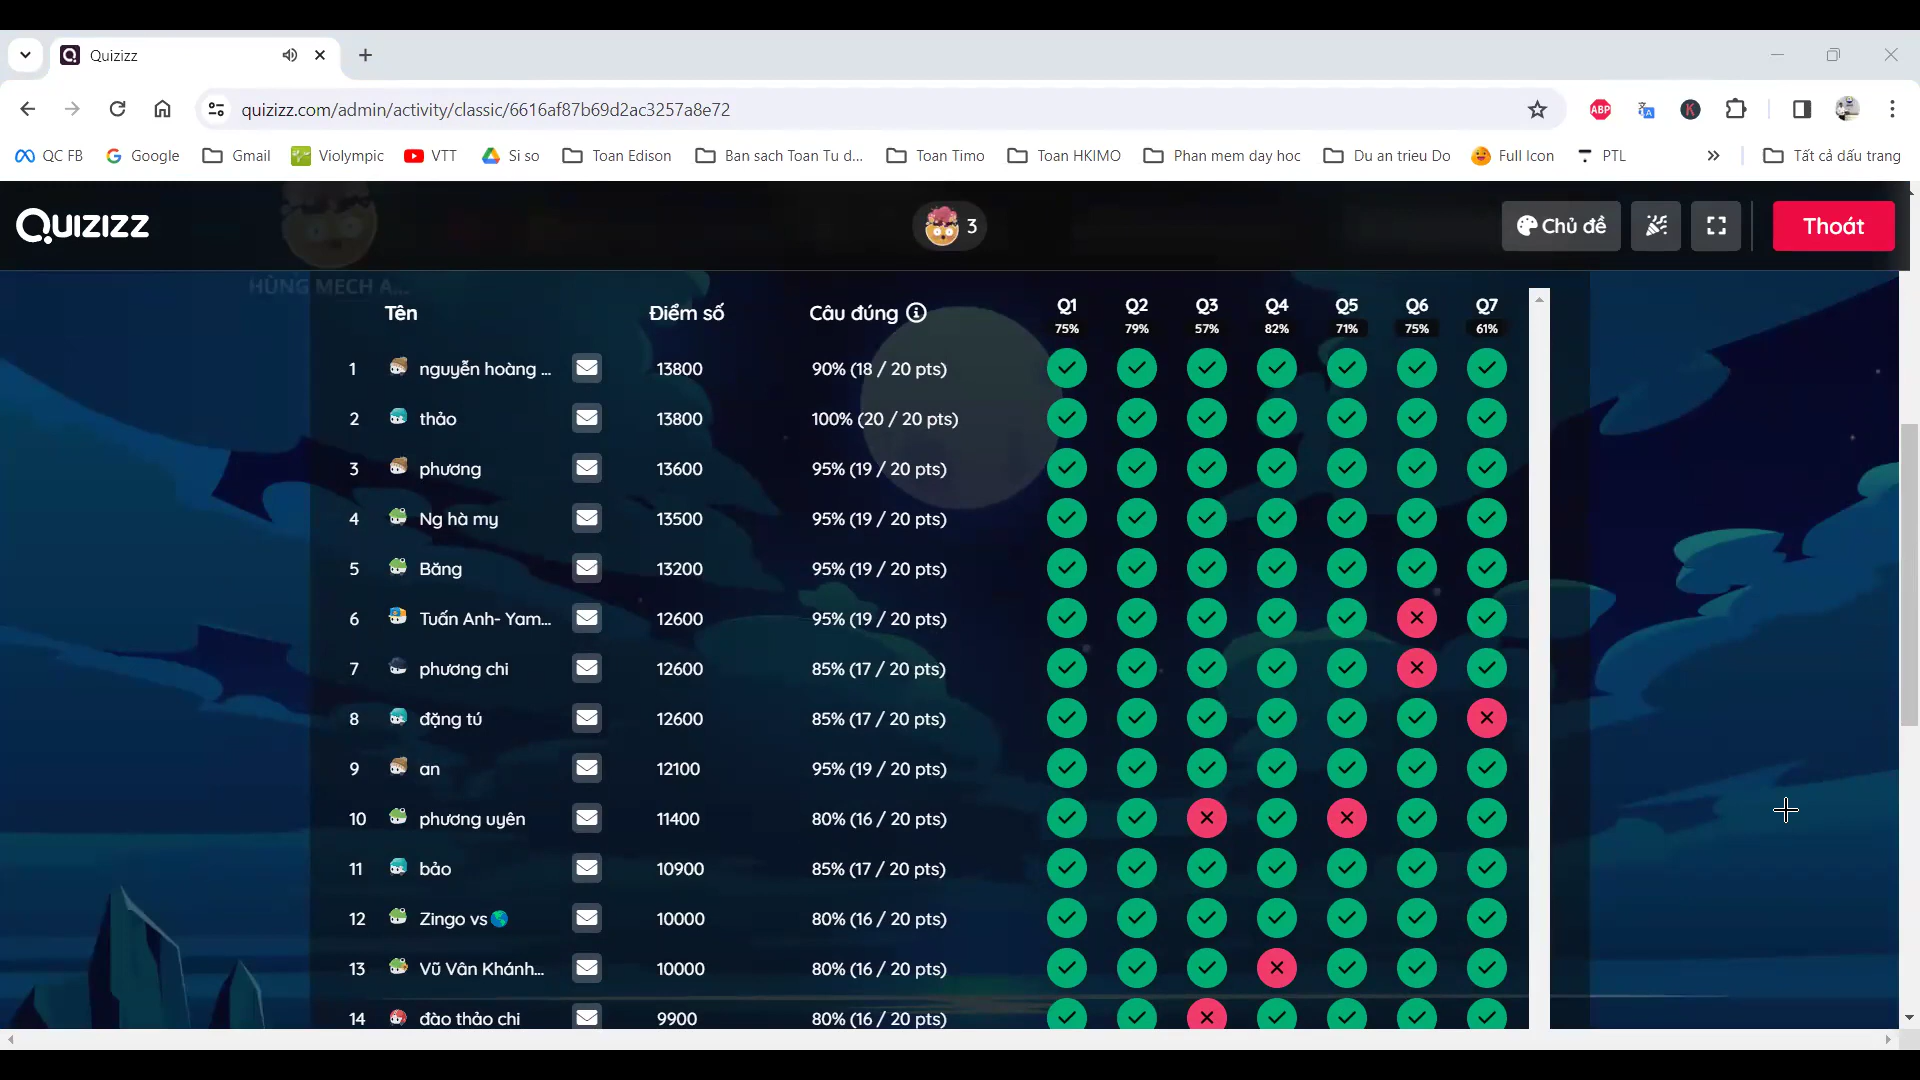 Quizizz
quizizz.com/admin/activity/classic/6616af87b69d2ac3257a8e72
ABP K
QC FB Google Gmail Violympic VTT Si so Toan Edison Ban sach Toan Tu d... Toan Timo Toan HKIMO Phan mem day hoc Du an trieu Do Full Icon PTL » Tất cả dấu trang
QUIZIZZ 3 Chủ đề Thoát
HÙNG MECH A...
Tên Điểm số Câu đúng Q1 Q2 Q3 Q4 Q5 Q6 Q7
75% 79% 57% 82% 71% 75% 61%
1 nguyễn hoàng ... 13800 90% (18 / 20 pts)
2 thảo 13800 100% (20 / 20 pts)
3 phương 13600 95% (19 / 20 pts)
4 Ng hà my 13500 95% (19 / 20 pts)
5 Băng 13200 95% (19 / 20 pts)
6 Tuấn Anh- Yam... 12600 95% (19 / 20 pts)
7 phương chi 12600 85% (17 / 20 pts)
8 đặng tú 12600 85% (17 / 20 pts)
9 an 12100 95% (19 / 20 pts)
10 phương uyên 11400 80% (16 / 20 pts)
11 bảo 10900 85% (17 / 20 pts)
12 Zingo vs🌎 10000 80% (16 / 20 pts)
13 Vũ Vân Khánh... 10000 80% (16 / 20 pts)
14 đào thảo chi 9900 80% (16 / 20 pts)